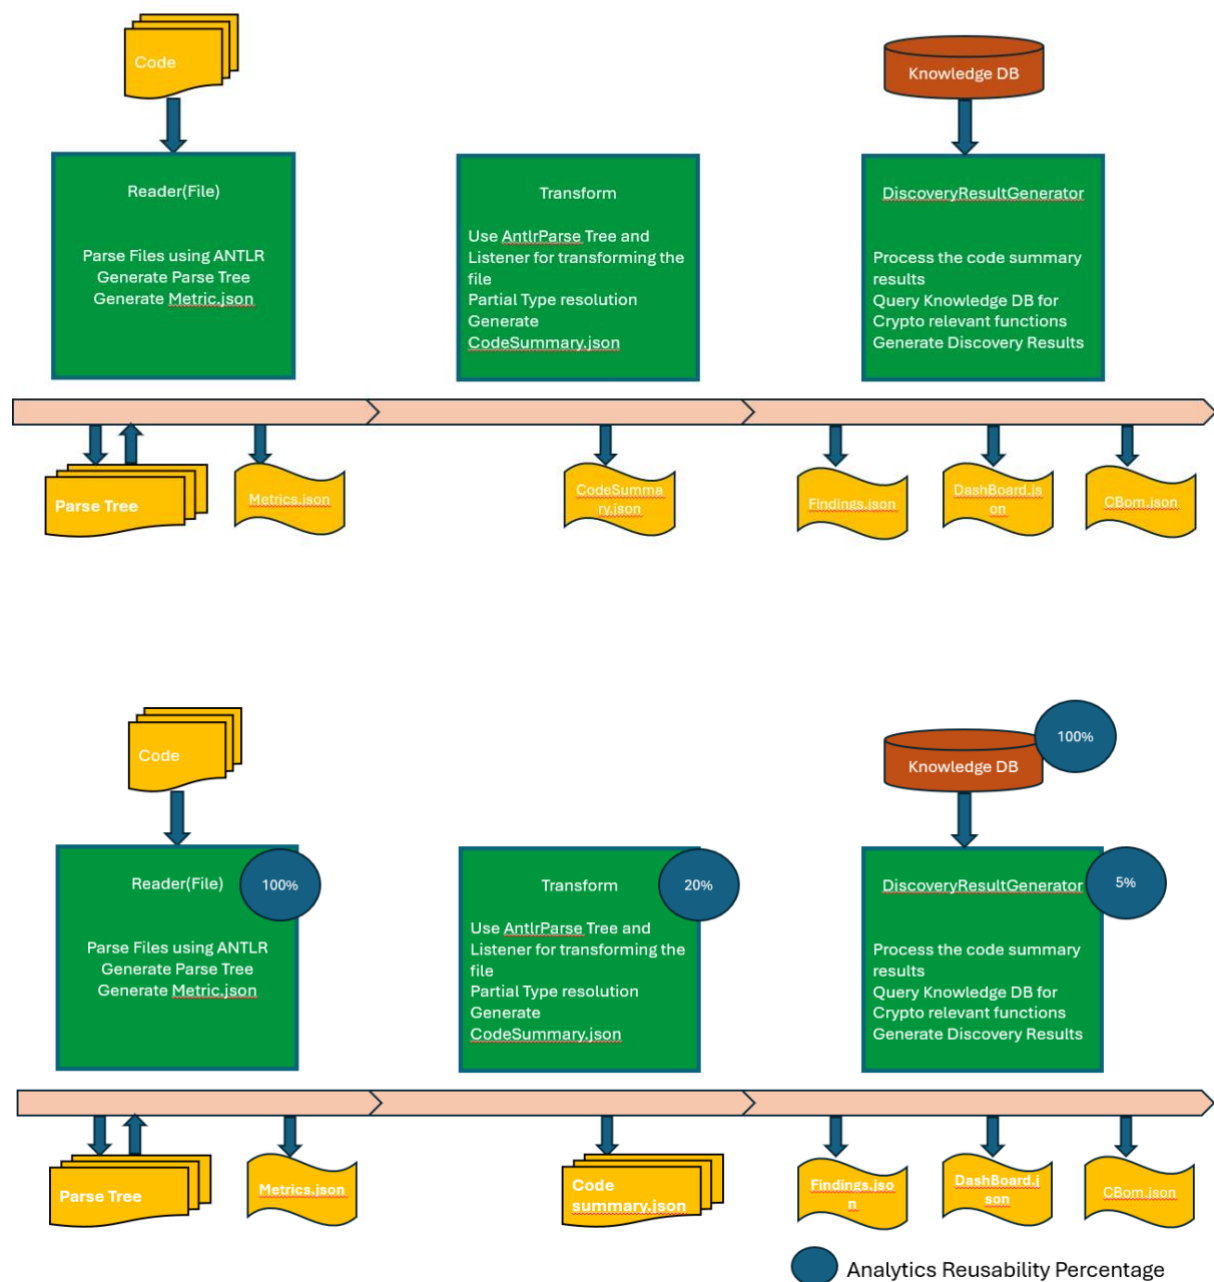 Code
Knowledge DB
Reader(File)
Parse Files using ANTLR
Generate Parse Tree
Generate Metric.json
Transform
Use AntlrParse Tree and
Listener for transforming the
file
Partial Type resolution
Generate
CodeSummary.json
DiscoveryResultGenerator
Process the code summary
results
Query Knowledge DB for
Crypto relevant functions
Generate Discovery Results
Parse Tree
Metrics.json
CodeSumma
ry.json
Findings.json
DashBoard.js
on
CBom.json
Code
Knowledge DB
100%
Reader(File)
100%
Parse Files using ANTLR
Generate Parse Tree
Generate Metric.json
Transform
20%
Use AntlrParse Tree and
Listener for transforming the
file
Partial Type resolution
Generate
CodeSummary.json
DiscoveryResultGenerator
5%
Process the code summary
results
Query Knowledge DB for
Crypto relevant functions
Generate Discovery Results
Parse Tree
Metrics.json
Code
summary.json
Findings.jso
n
DashBoard.j
son
CBom.json
Analytics Reusability Percentage